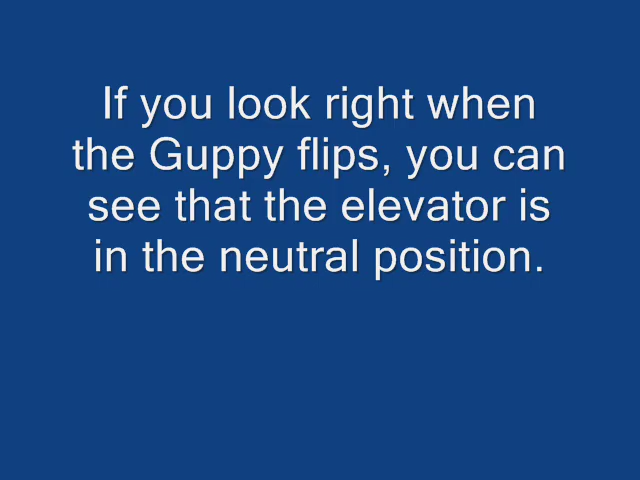 If you look right when
the Guppy flips, you can
see that the elevator is
in the neutral position.